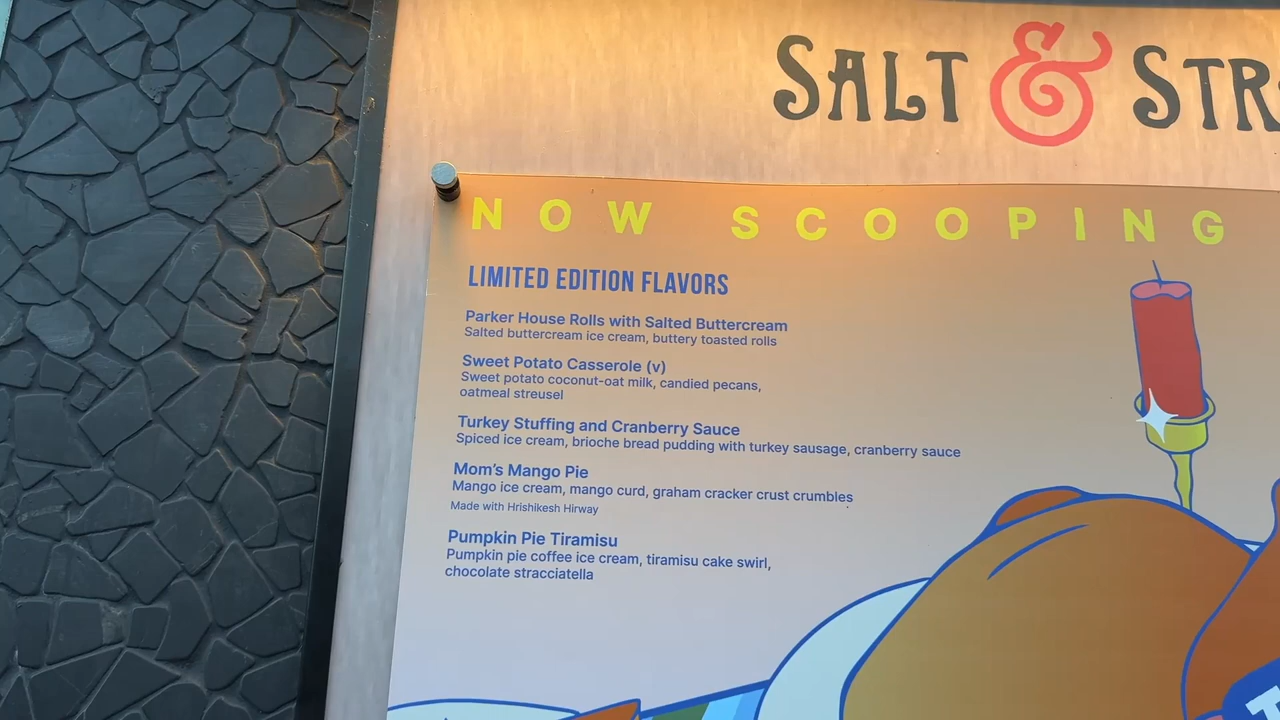 SALT & STR
NOW SCOOPING
LIMITED EDITION FLAVORS
Parker House Rolls with Salted Buttercream
Salted buttercream ice cream, buttery toasted rolls
Sweet Potato Casserole (v)
Sweet potato coconut-oat milk, candied pecans,
oatmeal streusel
Turkey Stuffing and Cranberry Sauce
Spiced ice cream, brioche bread pudding with turkey sausage, cranberry sauce
Mom's Mango Pie
Mango ice cream, mango curd, graham cracker crust crumbles
Made with Hrishikesh Hirway
Pumpkin Pie Tiramisu
Pumpkin pie coffee ice cream, tiramisu cake swirl,
chocolate stracciatella